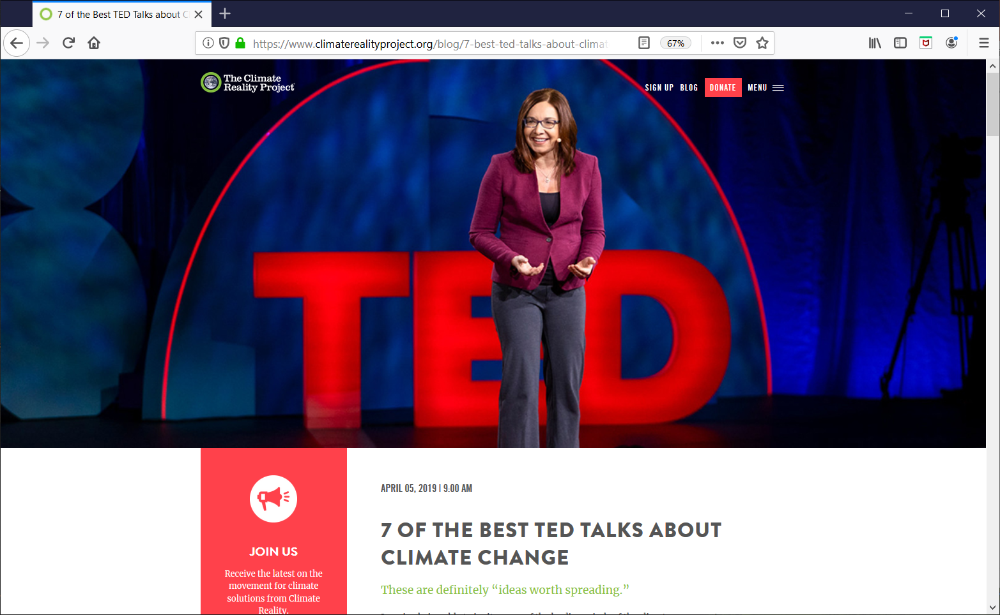 7 of the Best TED Talks about C
https://www.climaterealityproject.org/blog/7-best-ted-talks-about-climat
67%
The Climate
Reality Project
SIGN UP BLOG DONATE MENU
TED
APRIL 05, 2019 | 9:00 AM
7 OF THE BEST TED TALKS ABOUT
CLIMATE CHANGE
These are definitely “ideas worth spreading.”
JOIN US
Receive the latest on the
movement for climate
solutions from Climate
Reality.